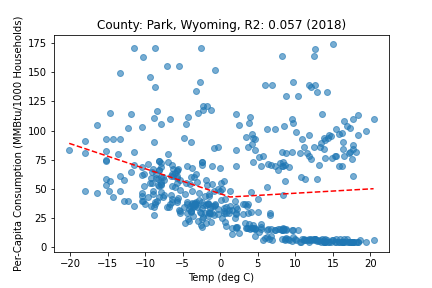 County: Park, Wyoming, R2: 0.057 (2018)
Per-Capita Consumption (MMBtu/1000 Households)
175
150
125
100
75
50
25
0
−20 −15 −10 −5 0 5 10 15 20
Temp (deg C)